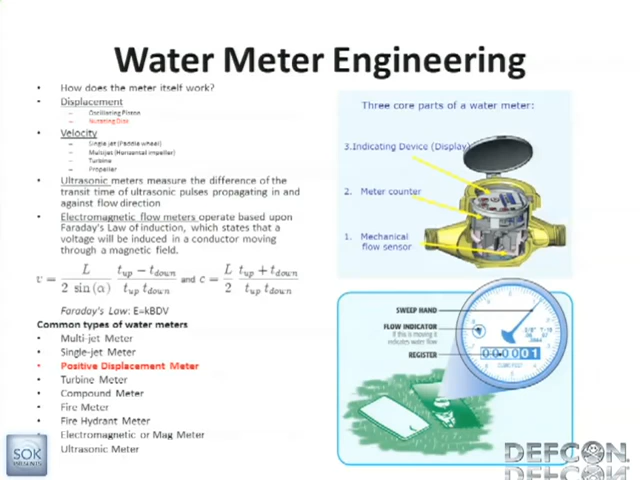 Water Meter Engineering
• How does the meter itself work?
• Displacement
– Oscillating Piston
– Nutating Disc
• Velocity
– Single jet (Paddle wheel)
– Multijet (Horizontal impeller)
– Turbine
– Propeller
• Ultrasonic meters measure the difference of the
transit time of ultrasonic pulses propagating in and
against flow direction
• Electromagnetic flow meters operate based upon
Faraday's Law of induction, which states that a
voltage will be induced in a conductor moving
through a magnetic field.
v = L / (2 sin(α)) (t_up − t_down) / (t_up t_down) and c = L/2 (t_up + t_down) / (t_up t_down)
Faraday's Law: E=kBDV
Common types of water meters
• Multi-jet Meter
• Single-jet Meter
• Positive Displacement Meter
• Turbine Meter
• Compound Meter
• Fire Meter
• Fire Hydrant Meter
• Electromagnetic or Mag Meter
• Ultrasonic Meter
Three core parts of a water meter:
3.Indicating Device (Display)
2. Meter counter
1. Mechanical
flow sensor
SWEEP HAND
FLOW INDICATOR
If this is moving it
indicates water flow
REGISTER
000001
CUBIC FEET
SOK
DEFCON